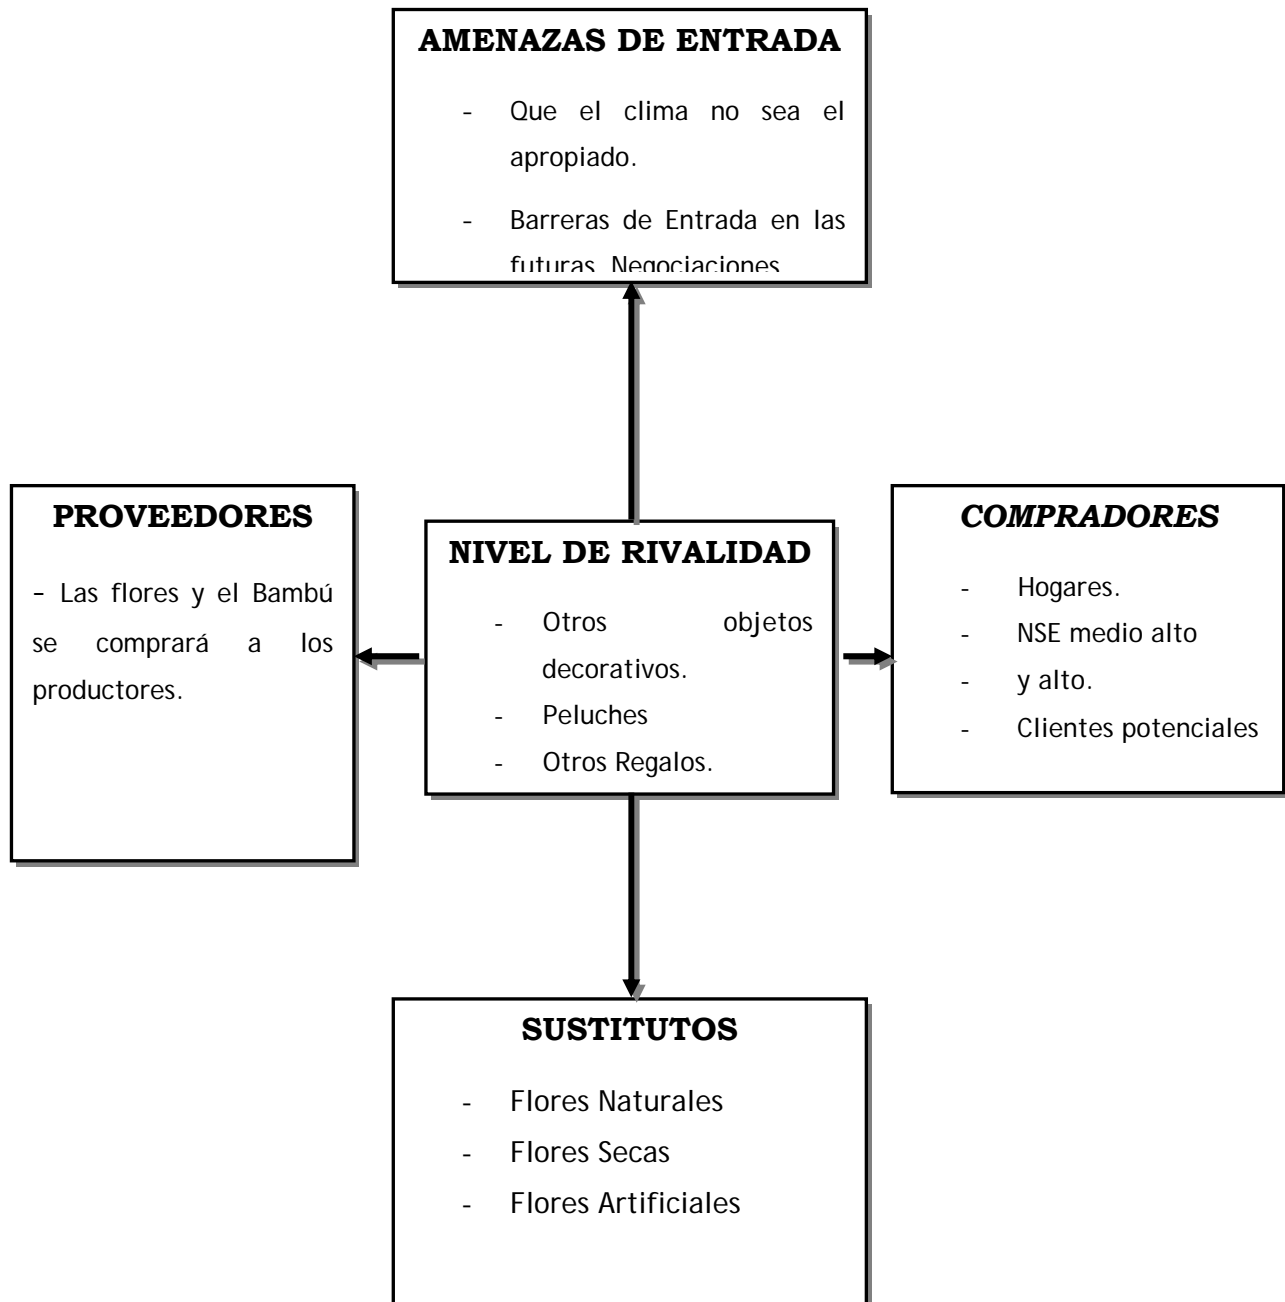 AMENAZAS DE ENTRADA
- Que el clima no sea el
apropiado.
- Barreras de Entrada en las
futuras Negociaciones
PROVEEDORES
- Las flores y el Bambú
se comprará a los
productores.
NIVEL DE RIVALIDAD
- Otros objetos
decorativos.
- Peluches
- Otros Regalos.
COMPRADORES
- Hogares.
- NSE medio alto
- y alto.
- Clientes potenciales
SUSTITUTOS
- Flores Naturales
- Flores Secas
- Flores Artificiales